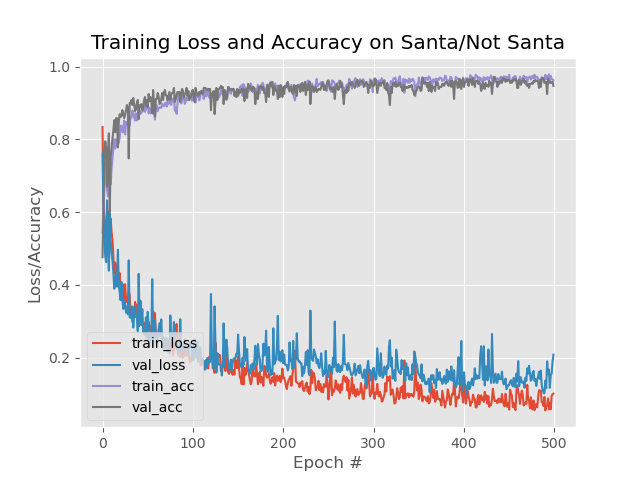 Training Loss and Accuracy on Santa/Not Santa
1.0
0.8
0.6
0.4
0.2
Loss/Accuracy
train_loss
val_loss
train_acc
val_acc
0
100
200
300
400
500
Epoch #